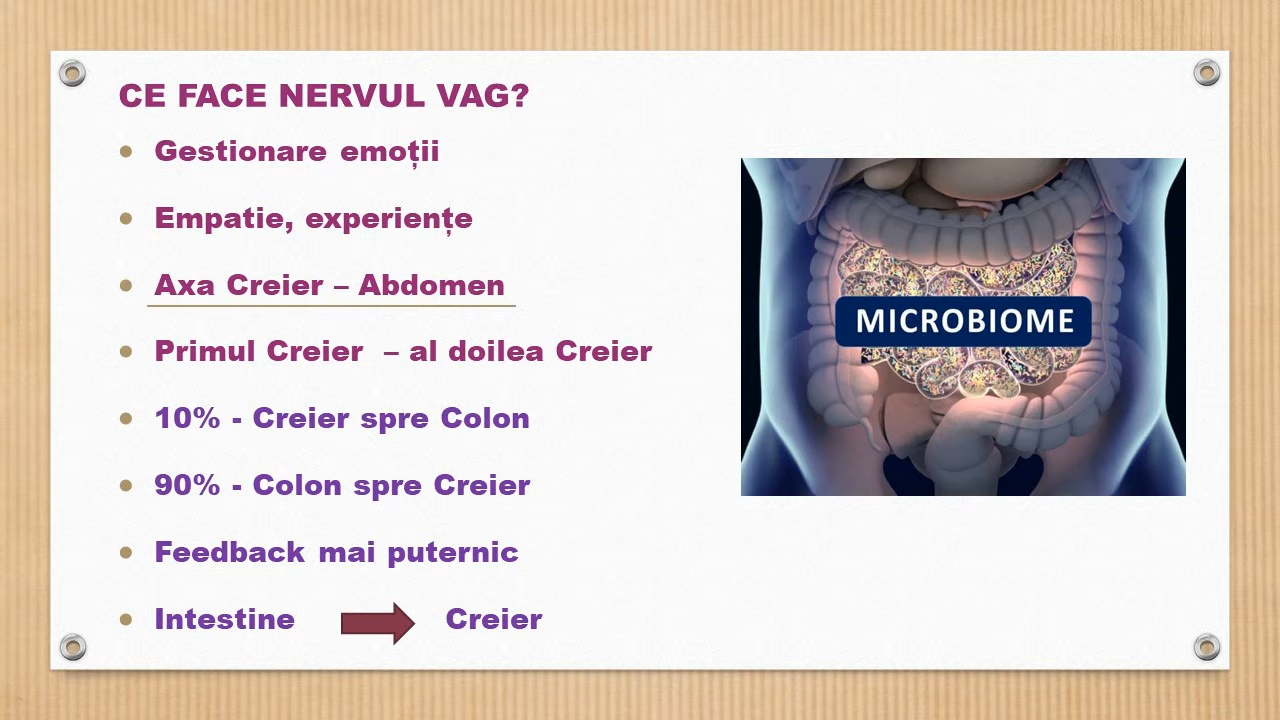 CE FACE NERVUL VAG?
Gestionare emoții
Empatie, experiențe
Axa Creier – Abdomen
Primul Creier – al doilea Creier
10% - Creier spre Colon
90% - Colon spre Creier
Feedback mai puternic
Intestine Creier
MICROBIOME